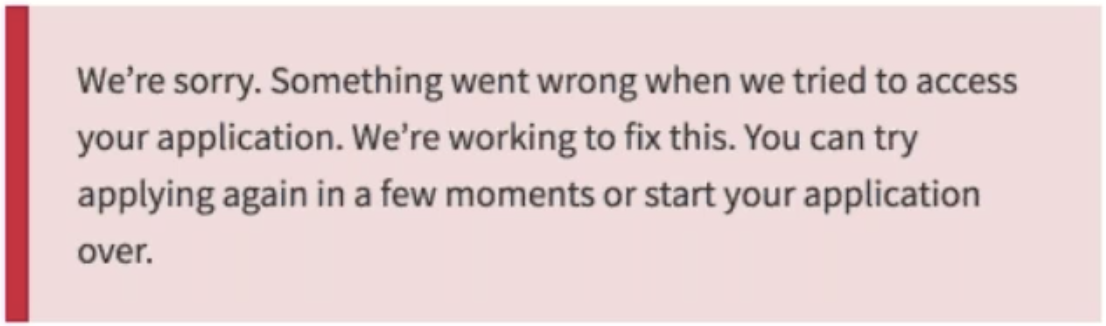 We’re sorry. Something went wrong when we tried to access
your application. We’re working to fix this. You can try
applying again in a few moments or start your application
over.